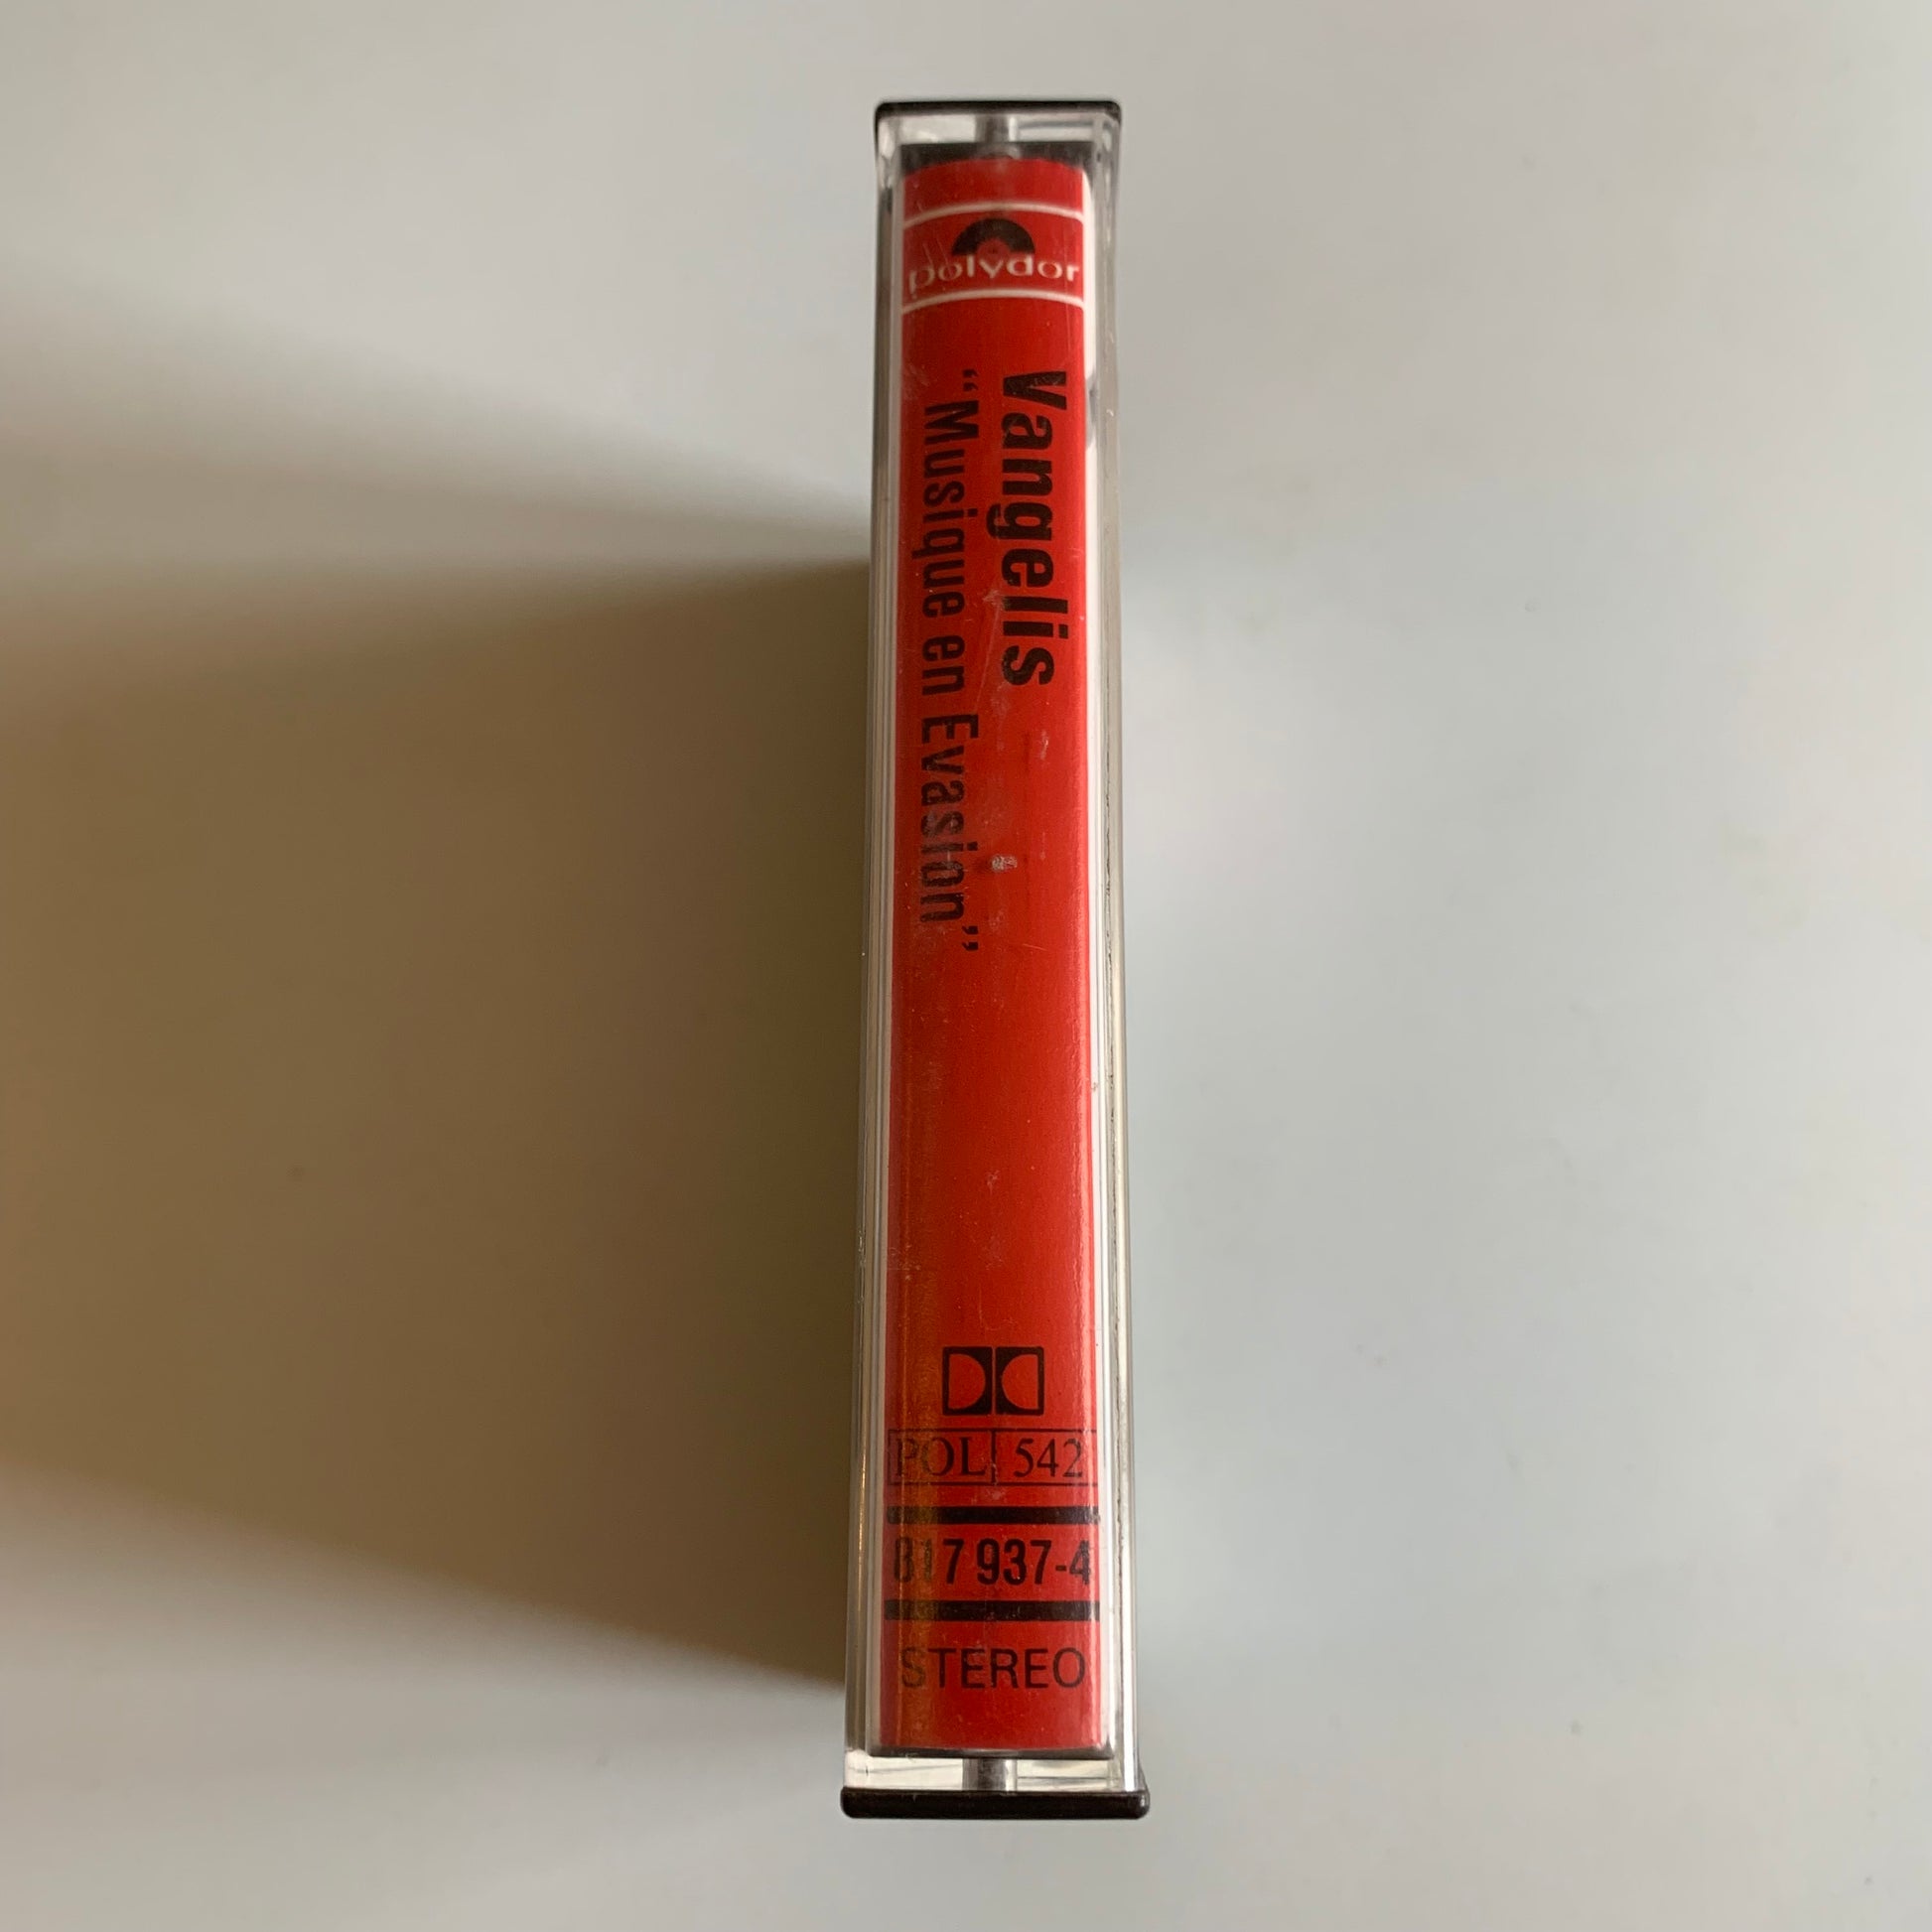 polydor
Vangelis
“Musique en Evasion”
POL 542
817 937-4
STEREO